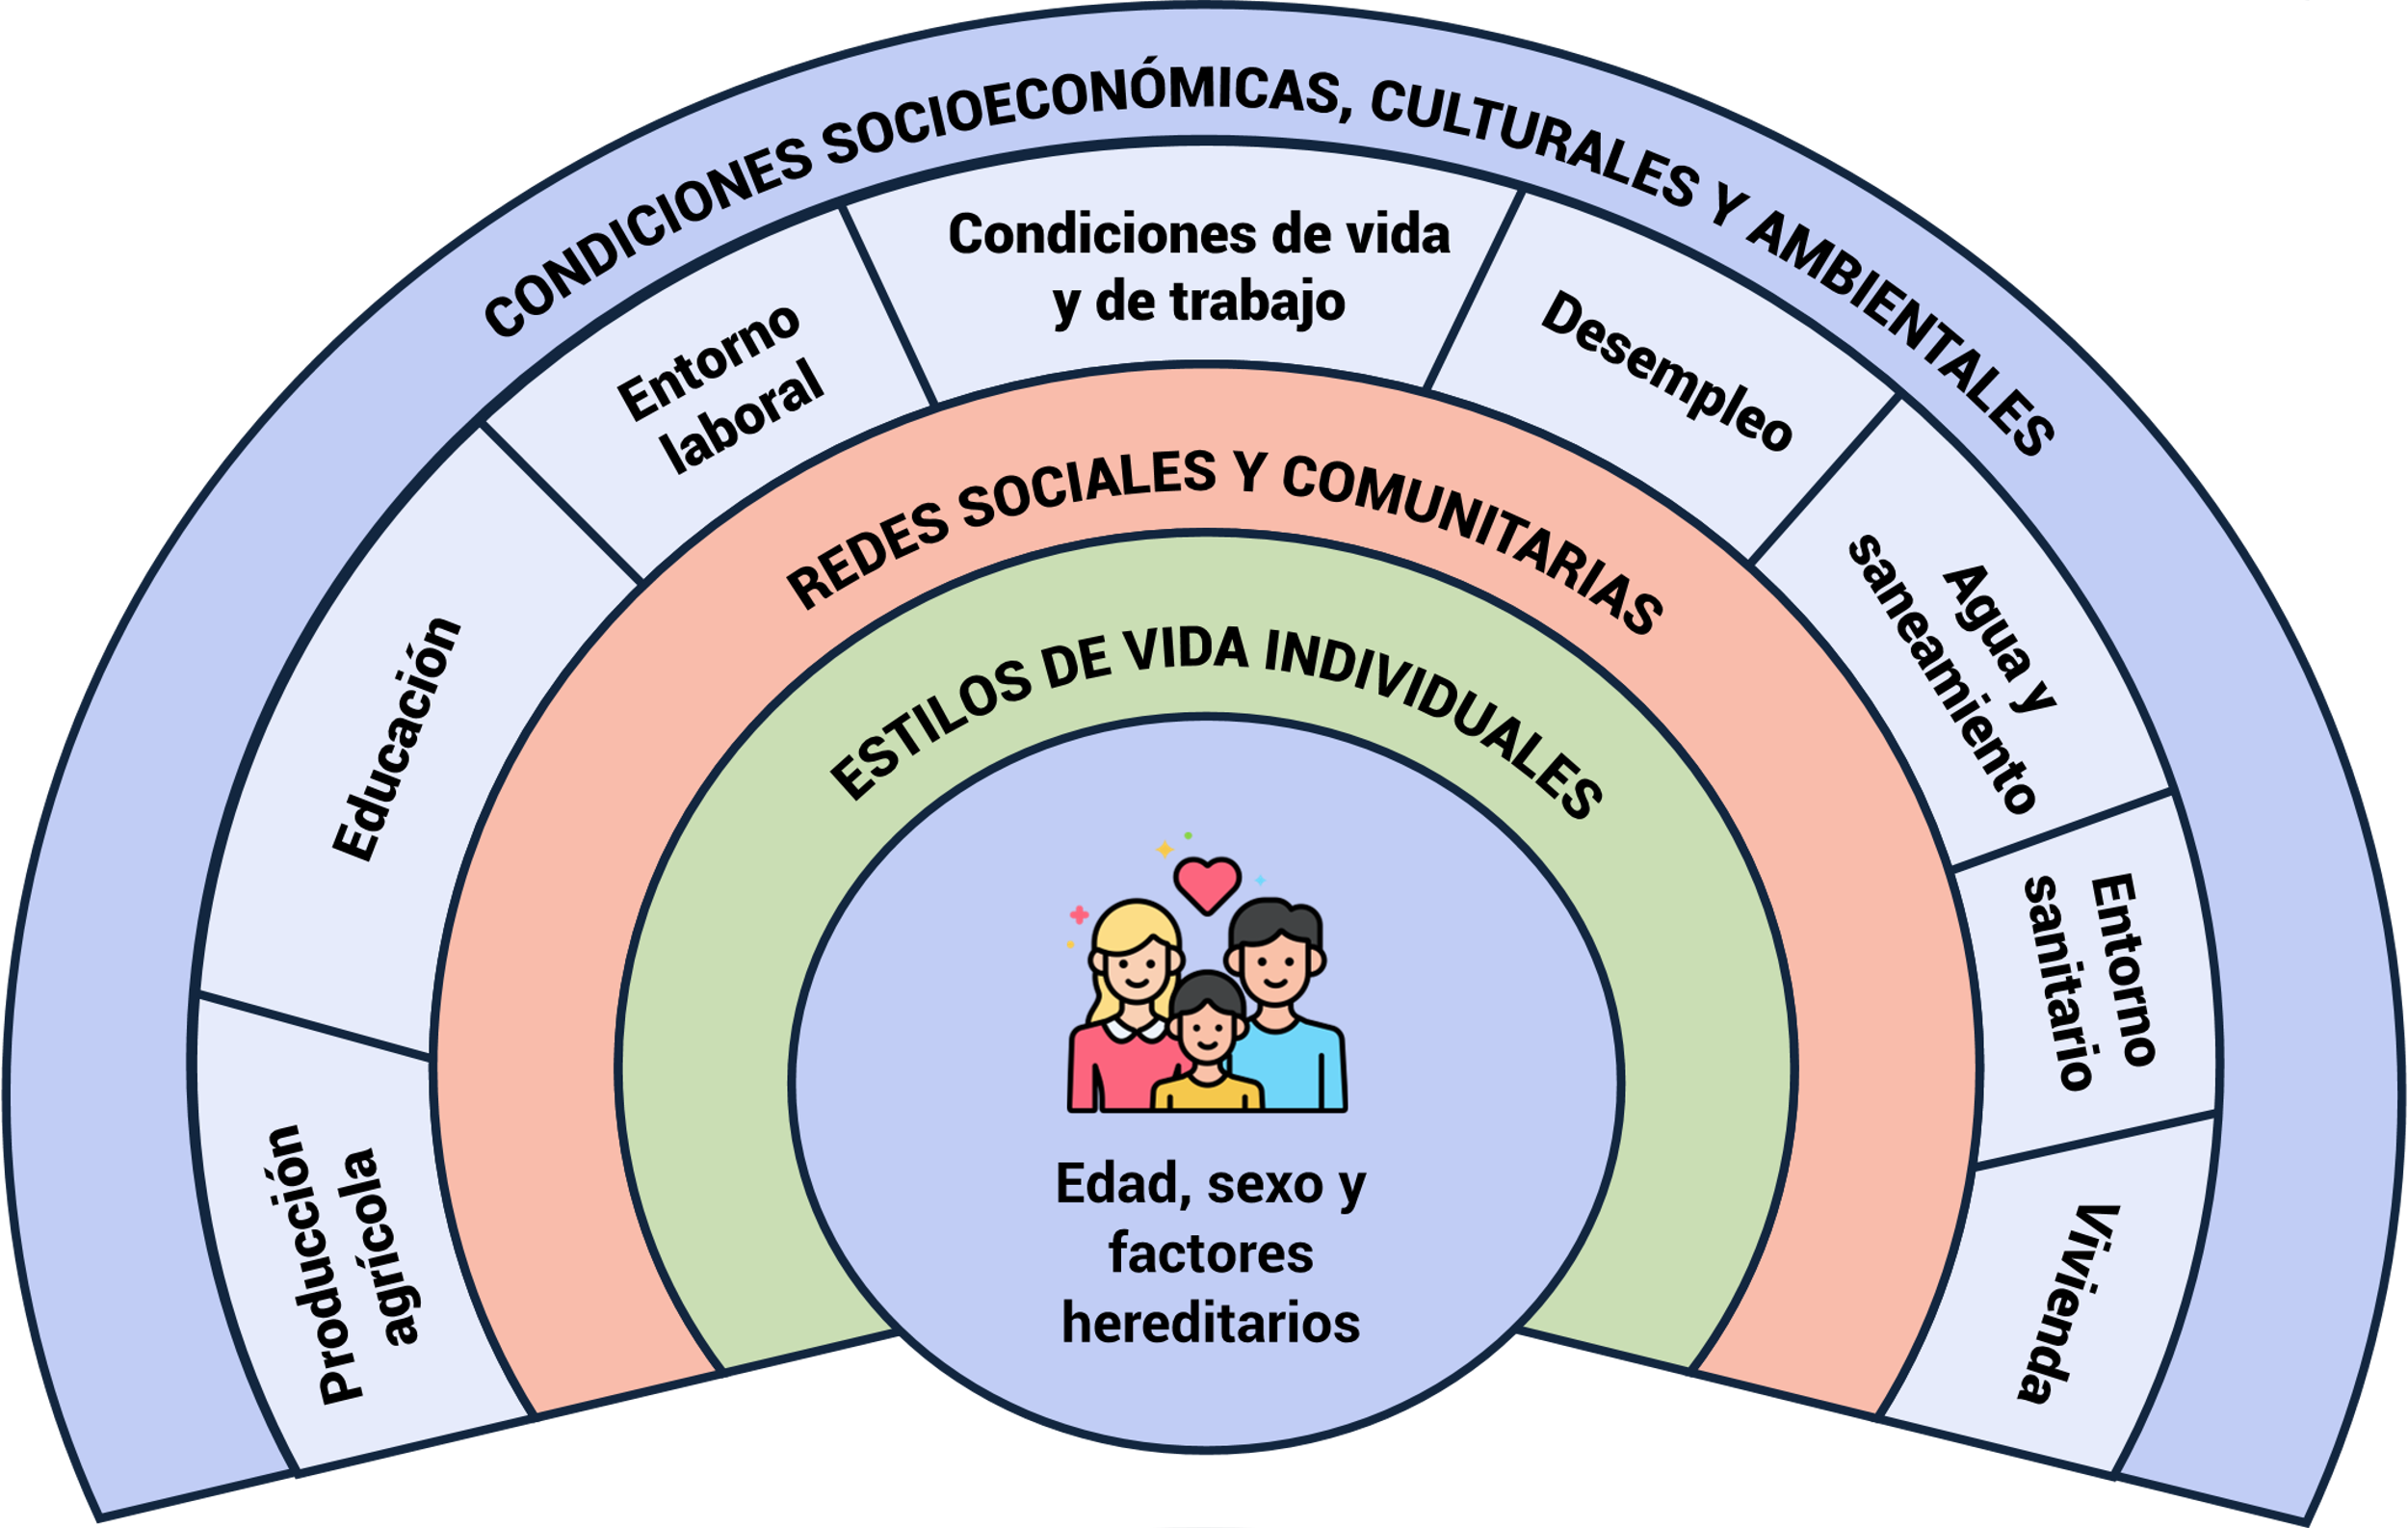 CONDICIONES SOCIOECONÓMICAS, CULTURALES Y AMBIENTALES
Producción
agrícola
Educación
Entorno
laboral
Condiciones de vida
y de trabajo
Desempleo
Agua y
saneamiento
Entorno
sanitario
Vivienda
REDES SOCIALES Y COMUNITARIAS
ESTILOS DE VIDA INDIVIDUALES
Edad, sexo y
factores
hereditarios